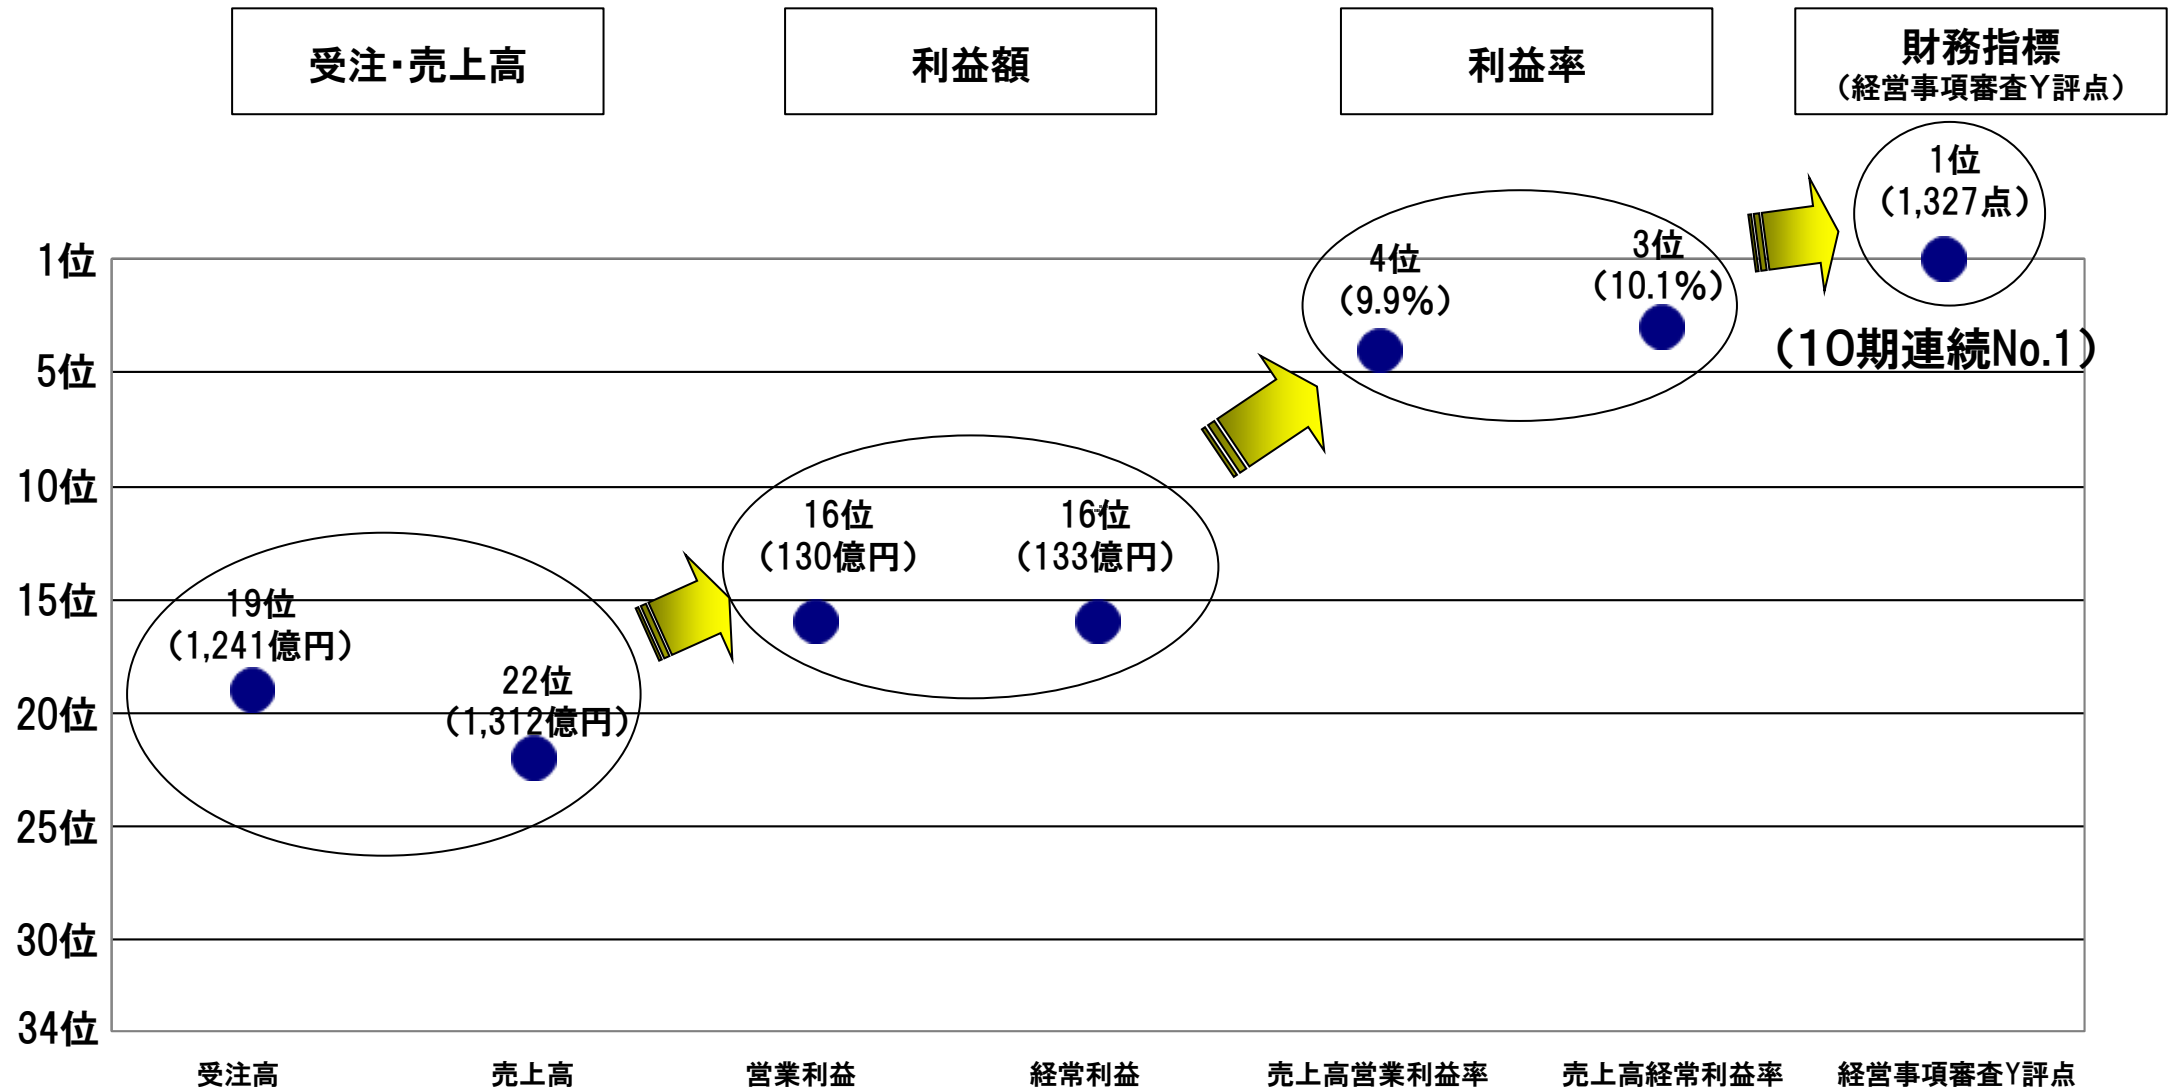 受注・売上高
利益額
利益率
財務指標
（経営事項審査Y評点）
1位
（1,327点）
（10期連続No.1）
4位
（9.9％）
3位
（10.1％）
16位
（130億円）
16位
（133億円）
19位
（1,241億円）
22位
（1,312億円）
1位
5位
10位
15位
20位
25位
30位
34位
受注高
売上高
営業利益
経常利益
売上高営業利益率
売上高経常利益率
経営事項審査Y評点